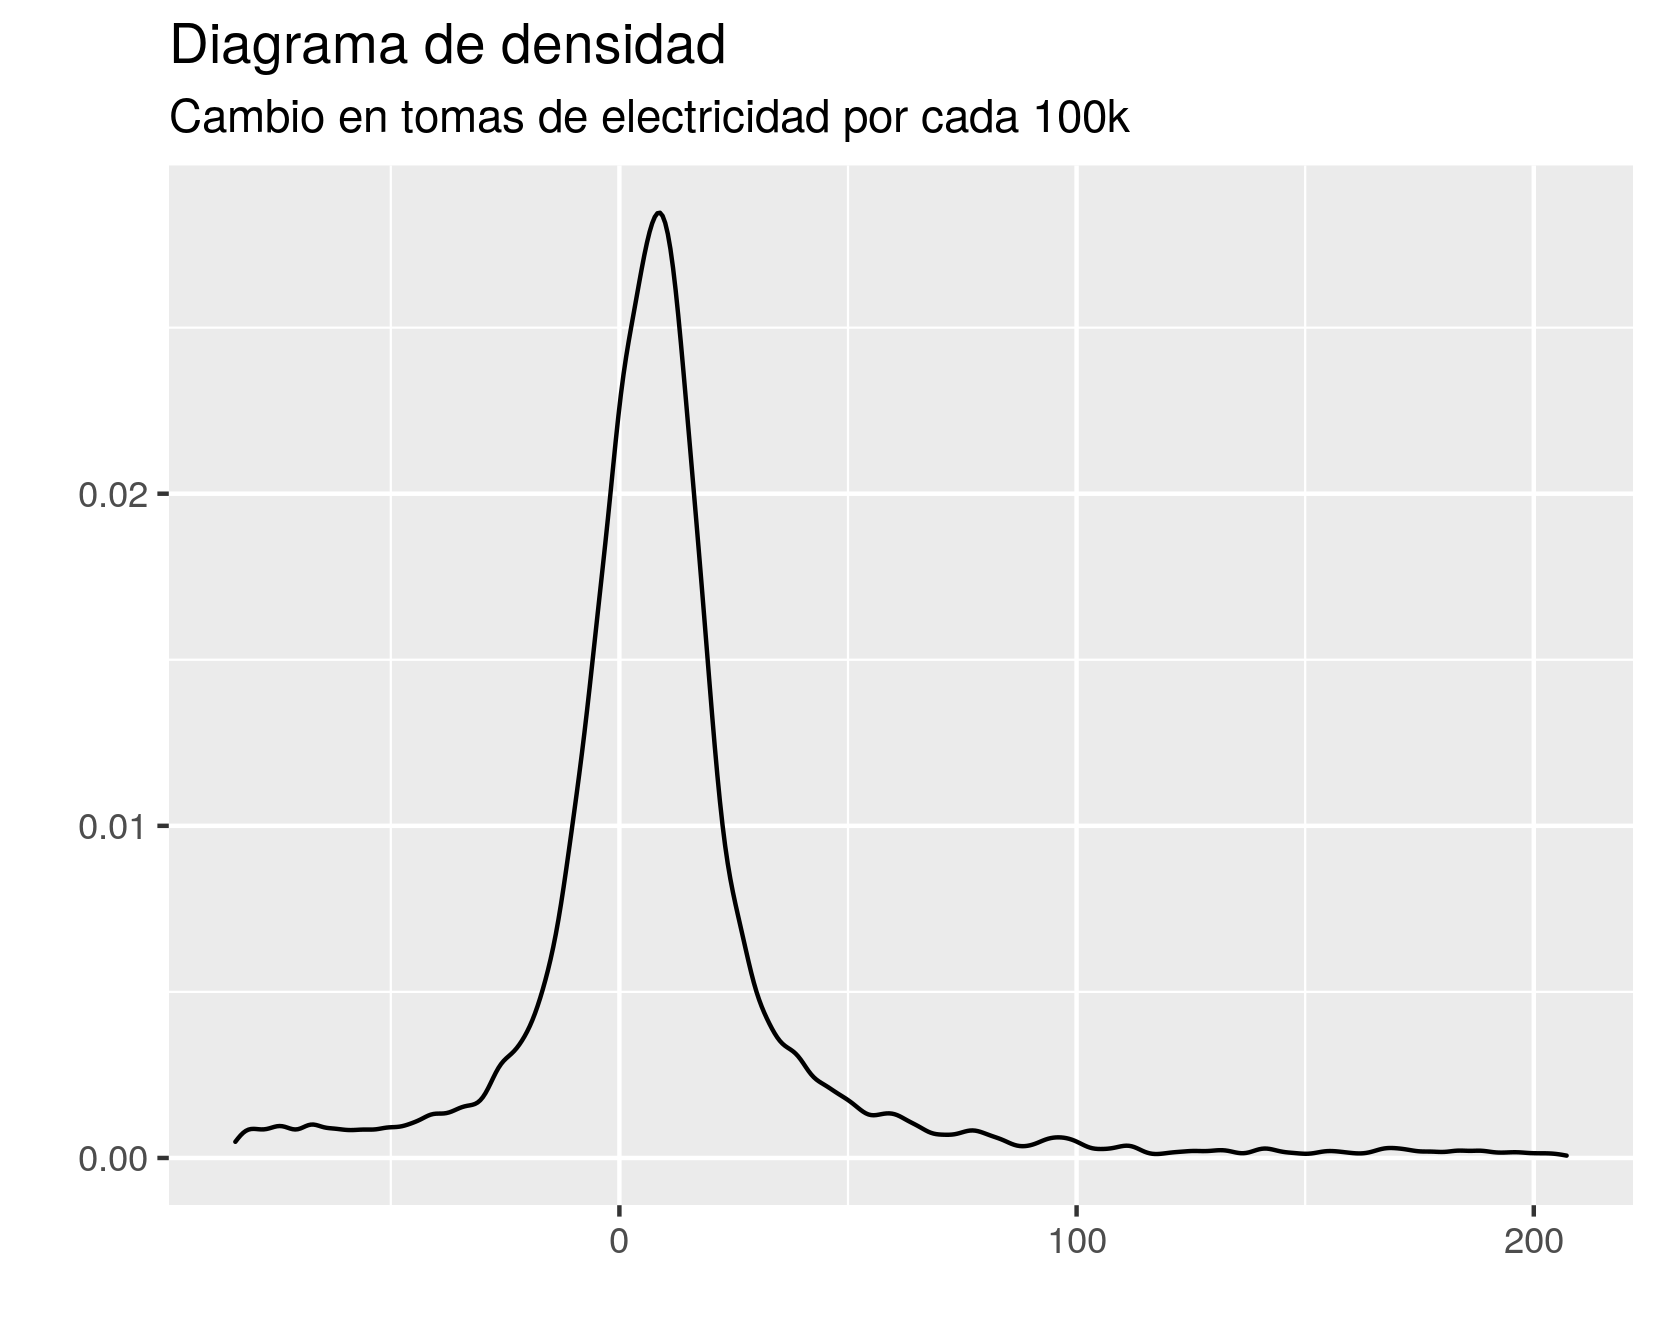 Diagrama de densidad
Cambio en tomas de electricidad por cada 100k
0.02
0.01
0.00
0 100 200